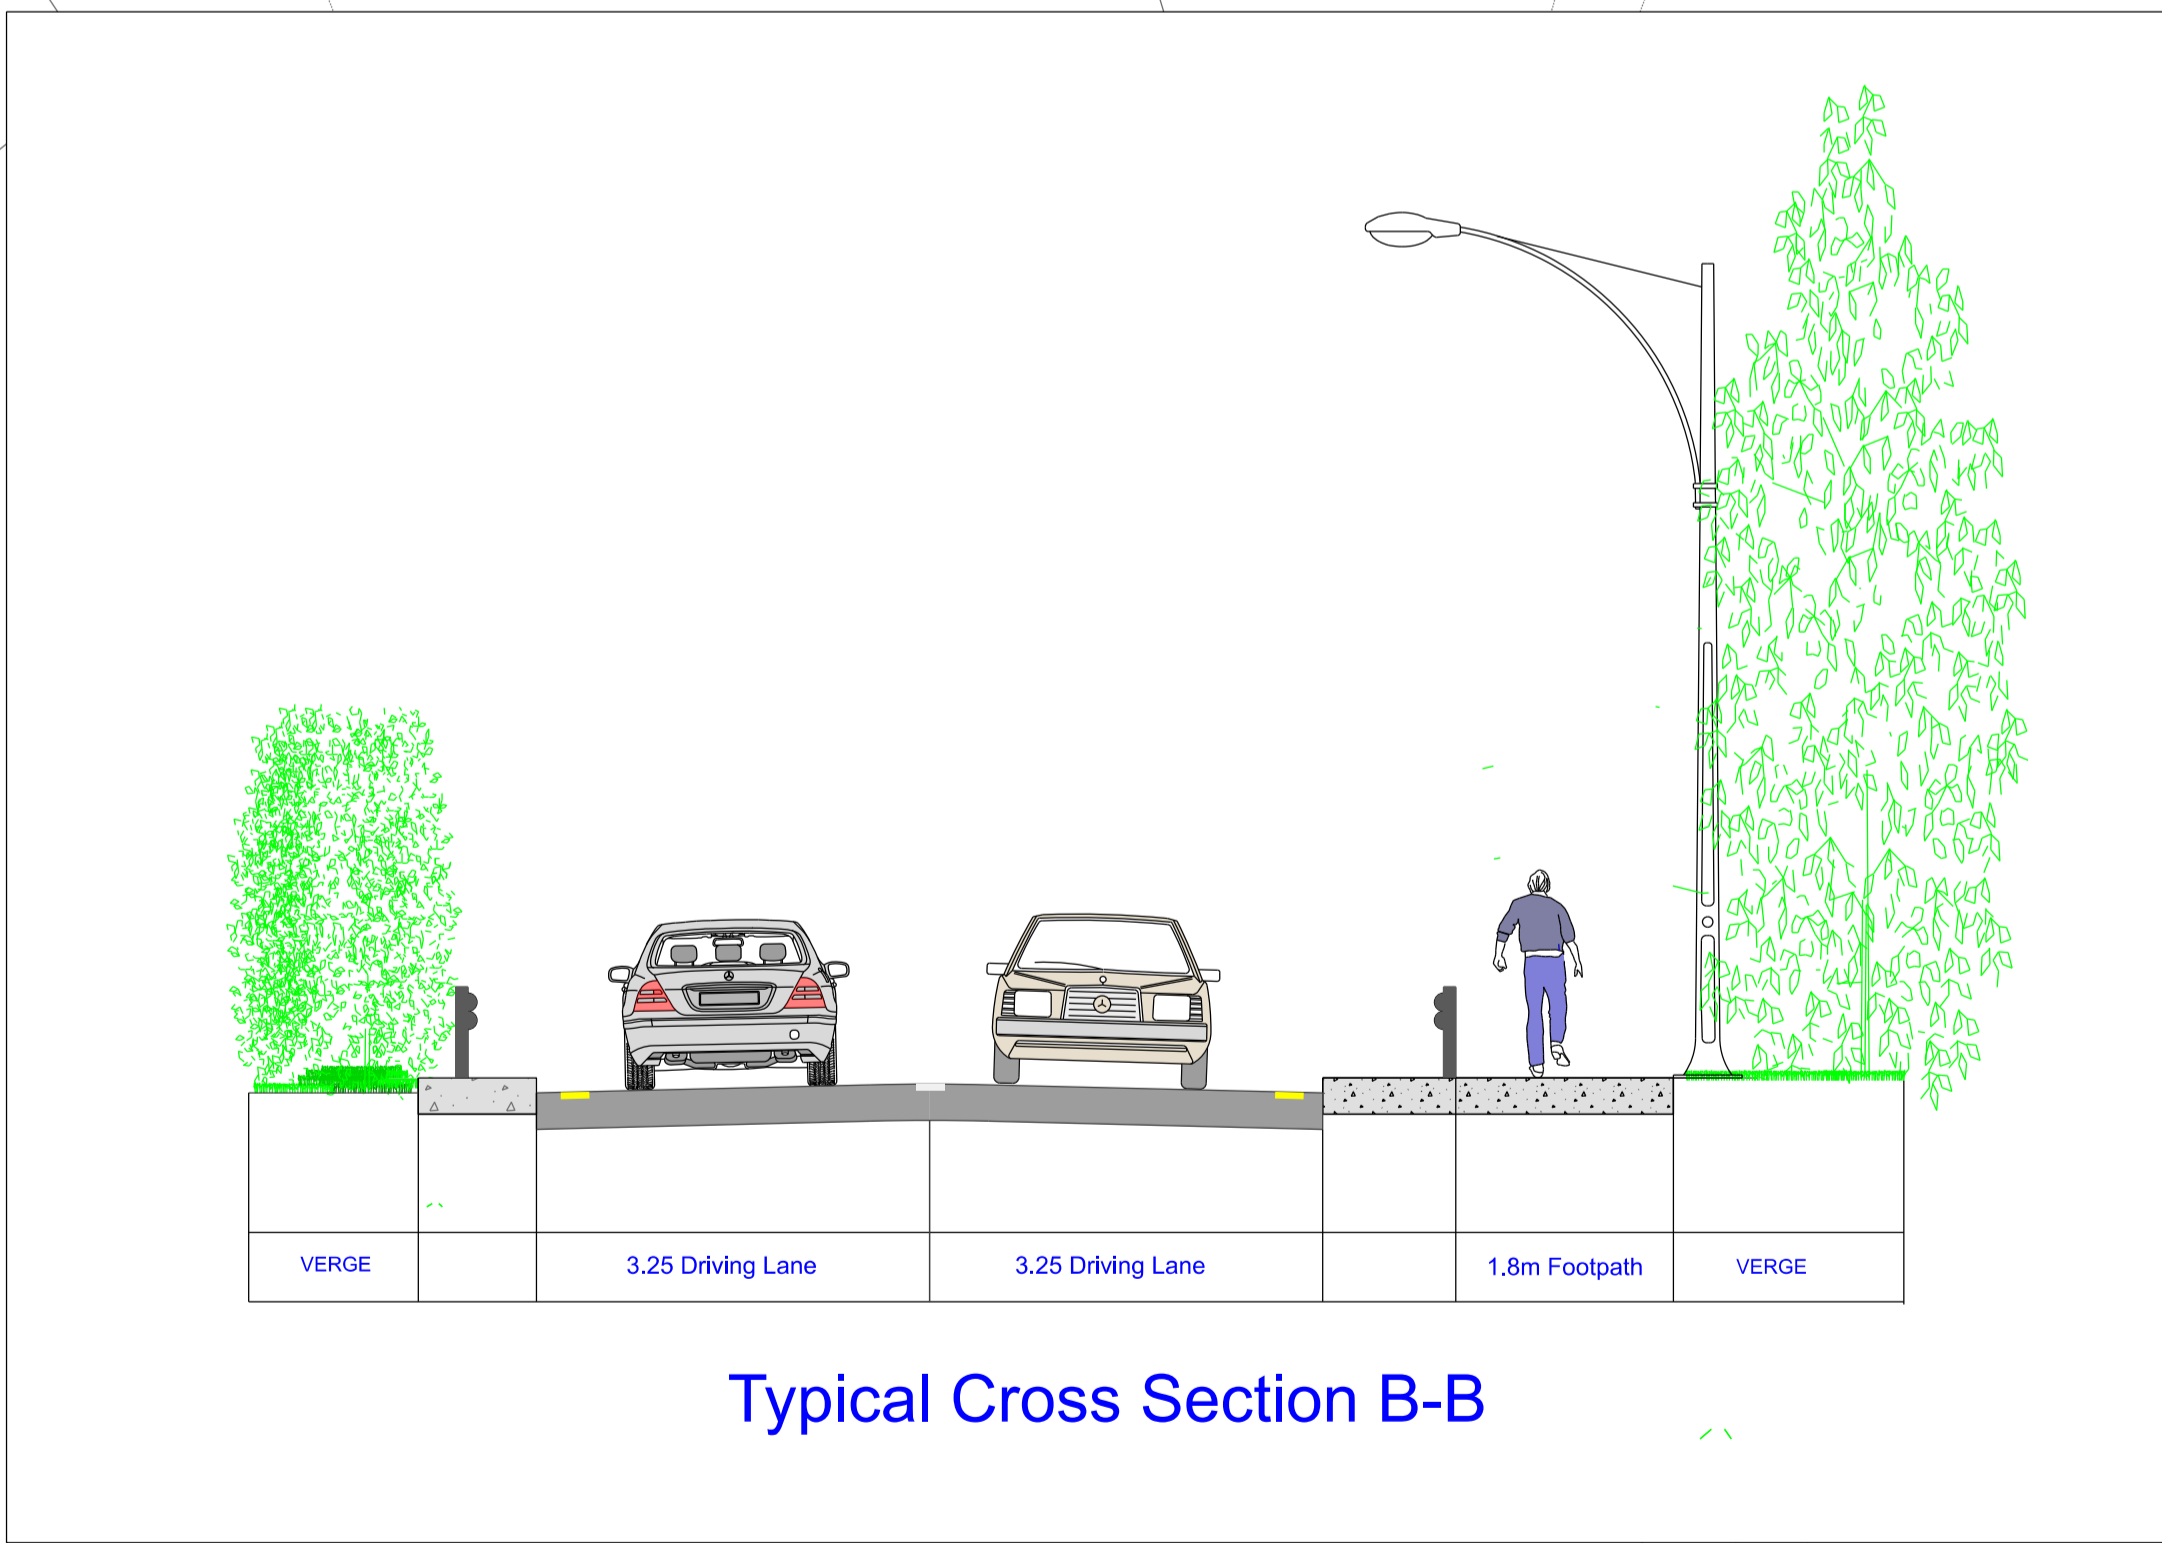 VERGE
3.25 Driving Lane
3.25 Driving Lane
1.8m Footpath
VERGE
Typical Cross Section B-B